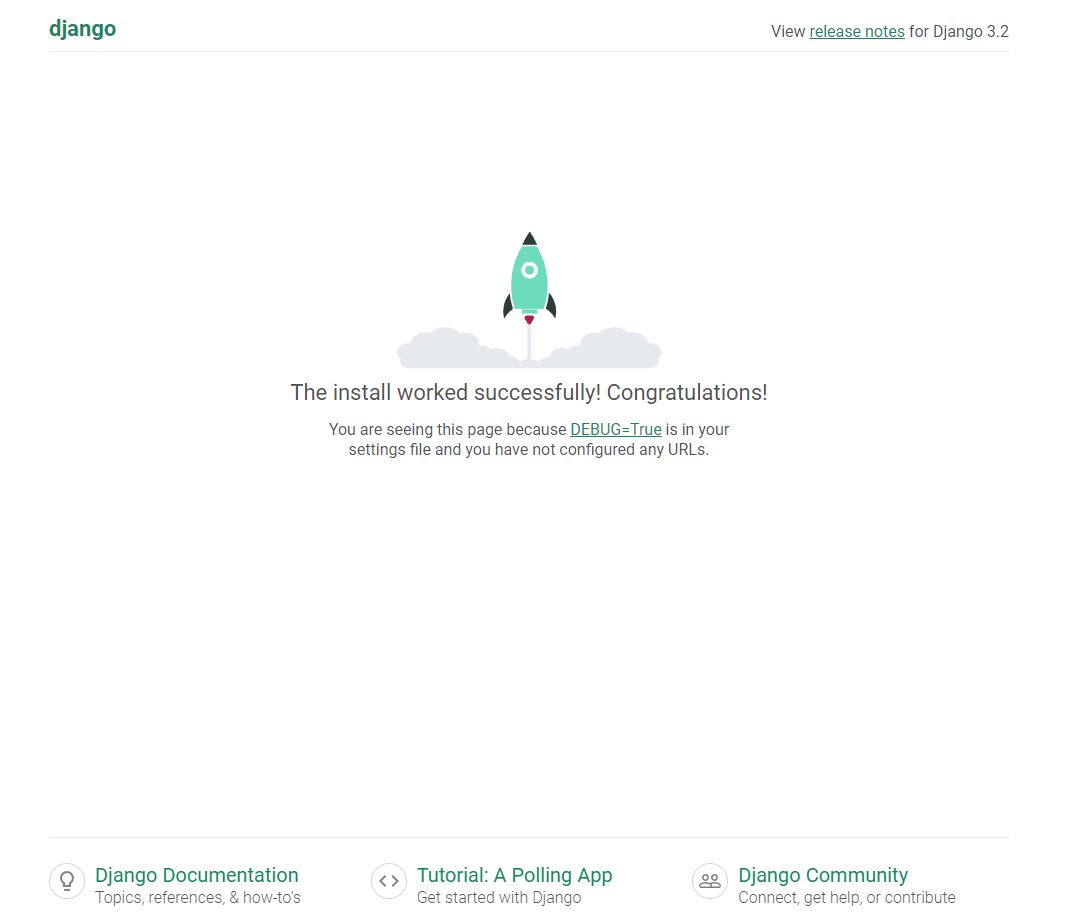 django
View release notes for Django 3.2
The install worked successfully! Congratulations!
You are seeing this page because DEBUG=True is in your
settings file and you have not configured any URLs.
Django Documentation
Topics, references, & how-to’s
Tutorial: A Polling App
Get started with Django
Django Community
Connect, get help, or contribute